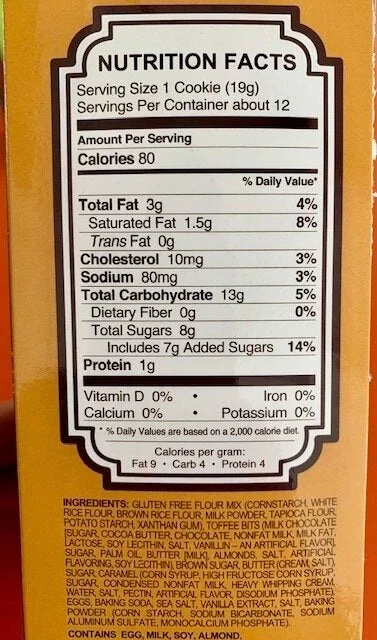 NUTRITION FACTS
Serving Size 1 Cookie (19g)
Servings Per Container about 12
Amount Per Serving
Calories 80
% Daily Value*
Total Fat 3g 4%
Saturated Fat 1.5g 8%
Trans Fat 0g
Cholesterol 10mg 3%
Sodium 80mg 3%
Total Carbohydrate 13g 5%
Dietary Fiber 0g 0%
Total Sugars 8g
Includes 7g Added Sugars 14%
Protein 1g
Vitamin D 0% • Iron 0%
Calcium 0% • Potassium 0%
* % Daily Values are based on a 2,000 calorie diet.
Calories per gram:
Fat 9 • Carb 4 • Protein 4
INGREDIENTS: GLUTEN FREE FLOUR MIX (CORNSTARCH, WHITE
RICE FLOUR, BROWN RICE FLOUR, MILK POWDER, TAPIOCA FLOUR,
POTATO STARCH, XANTHAN GUM), TOFFEE BITS (MILK CHOCOLATE
[SUGAR, COCOA BUTTER, CHOCOLATE, NONFAT MILK, MILK FAT,
LACTOSE, SOY LECITHIN, SALT, VANILLIN – AN ARTIFICIAL FLAVOR],
SUGAR, PALM OIL, BUTTER [MILK], ALMONDS, SALT, ARTIFICIAL
FLAVORING, SOY LECITHIN), BROWN SUGAR, BUTTER (CREAM, SALT),
SUGAR, CARAMEL (CORN SYRUP, HIGH FRUCTOSE CORN SYRUP,
SUGAR, CONDENSED NONFAT MILK, HEAVY WHIPPING CREAM,
WATER, SALT, PECTIN, ARTIFICIAL FLAVOR, DISODIUM PHOSPHATE),
EGGS, BAKING SODA, SEA SALT, VANILLA EXTRACT, SALT, BAKING
POWDER (CORN STARCH, SODIUM BICARBONATE, SODIUM
ALUMINUM SULFATE, MONOCALCIUM PHOSPHATE).
CONTAINS EGG, MILK, SOY, ALMOND.